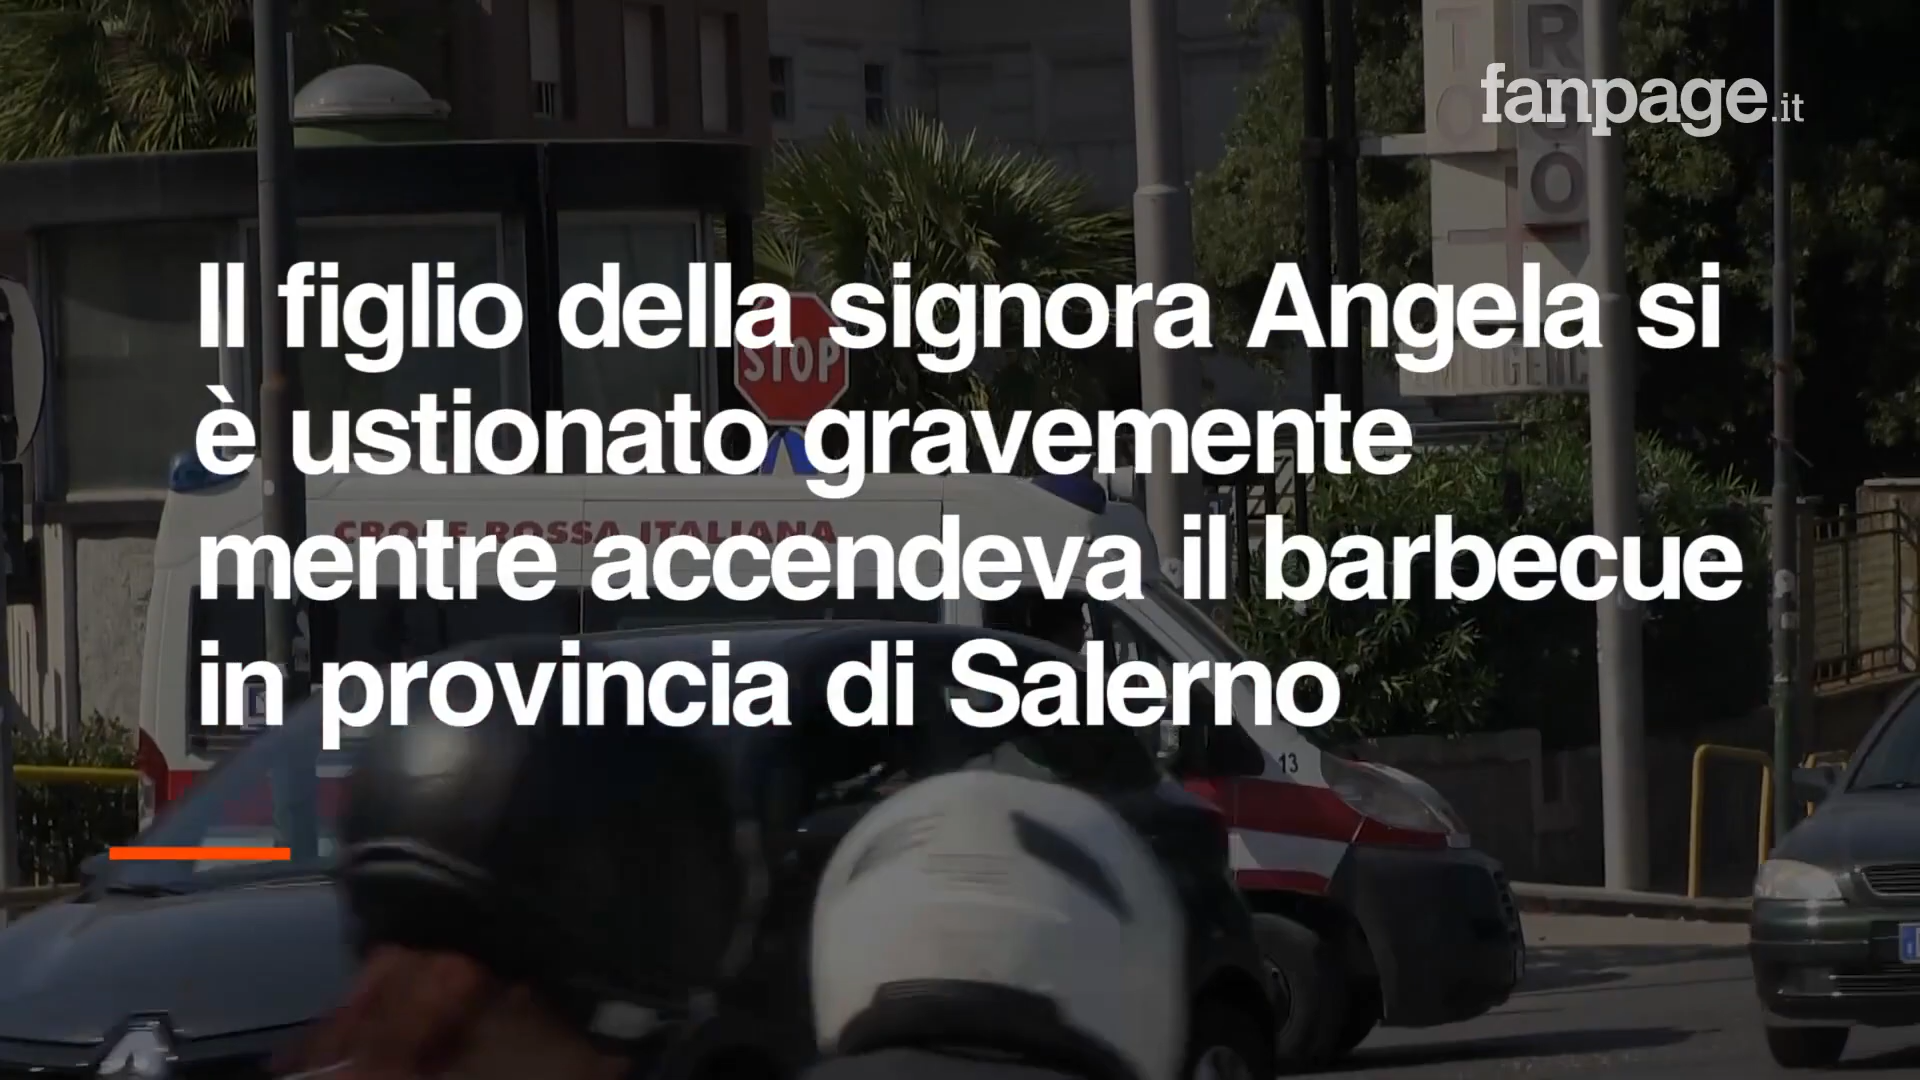 fanpage.it
Il figlio della signora Angela si
è ustionato gravemente
mentre accendeva il barbecue
in provincia di Salerno
STOP
CROCE ROSSA ITALIANA
13